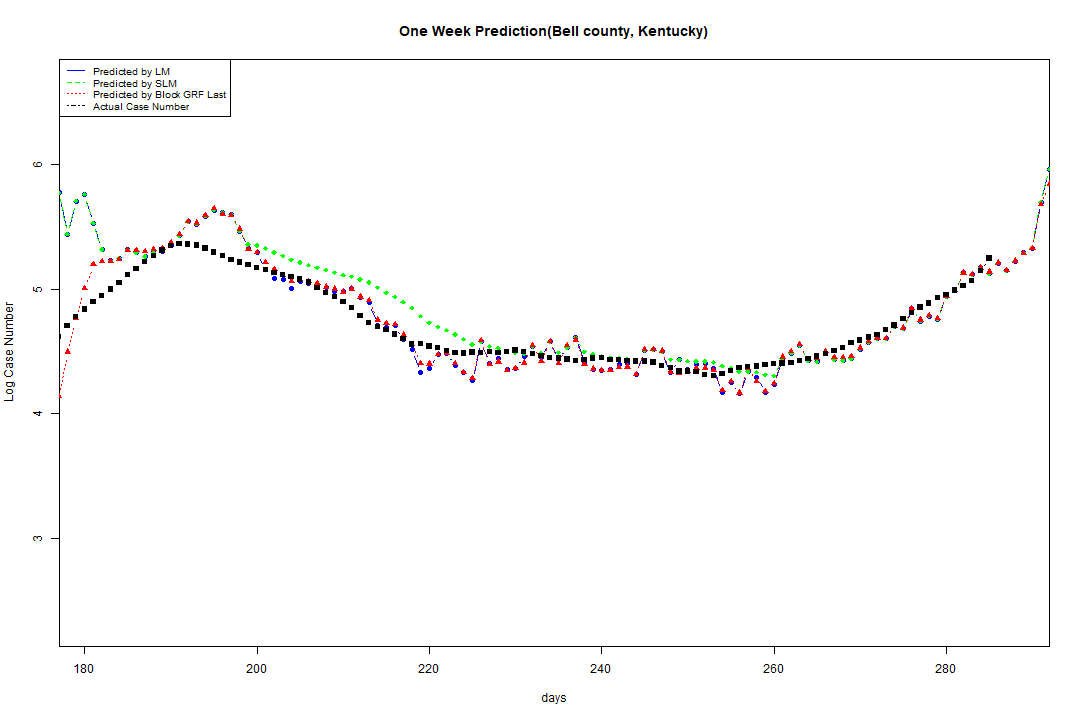 One Week Prediction(Bell county, Kentucky)
Predicted by LM
Predicted by SLM
Predicted by Block GRF Last
Actual Case Number
6
5
4
3
Log Case Number
180 200 220 240 260 280
days